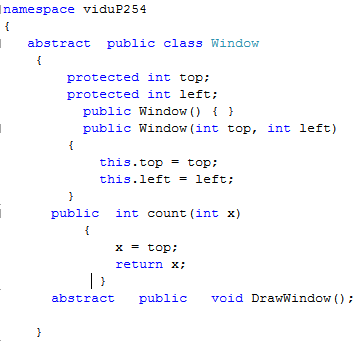 namespace viduP254
{
abstract public class Window
{
protected int top;
protected int left;
public Window() { }
public Window(int top, int left)
{
this.top = top;
this.left = left;
}
public int count(int x)
{
x = top;
return x;
}
abstract public void DrawWindow();
}